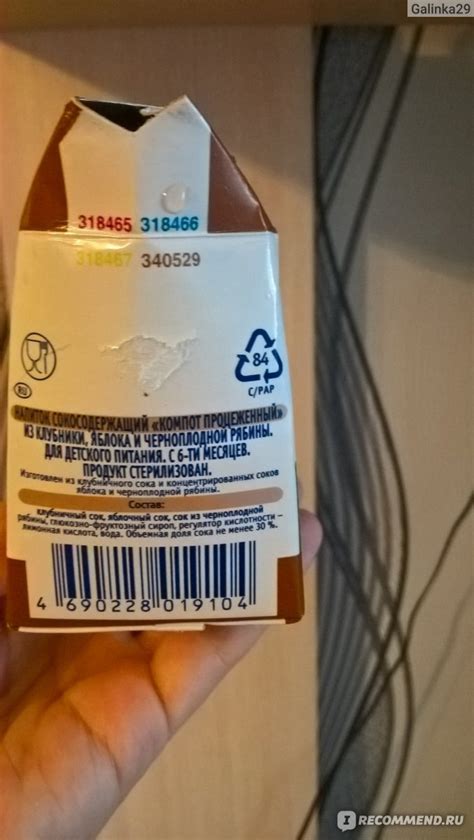 Galinka29
318465 318466
318467 340529
84
C/PAP
RU
НАПИТОК СОКОСОДЕРЖАЩИЙ «КОМПОТ ПРОЦЕЖЕННЫЙ»
ИЗ КЛУБНИКИ, ЯБЛОКА И ЧЕРНОПЛОДНОЙ РЯБИНЫ.
ДЛЯ ДЕТСКОГО ПИТАНИЯ. С 6-ТИ МЕСЯЦЕВ.
ПРОДУКТ СТЕРИЛИЗОВАН.
Изготовлен из клубничного сока и концентрированных соков
яблока и черноплодной рябины.
Состав:
клубничный сок, яблочный сок, сок из черноплодной
рябины, глюкозно-фруктозный сироп, регулятор кислотности –
лимонная кислота, вода. Объемная доля сока не менее 30 %.
4 690228 019104
I RECOMMEND.RU